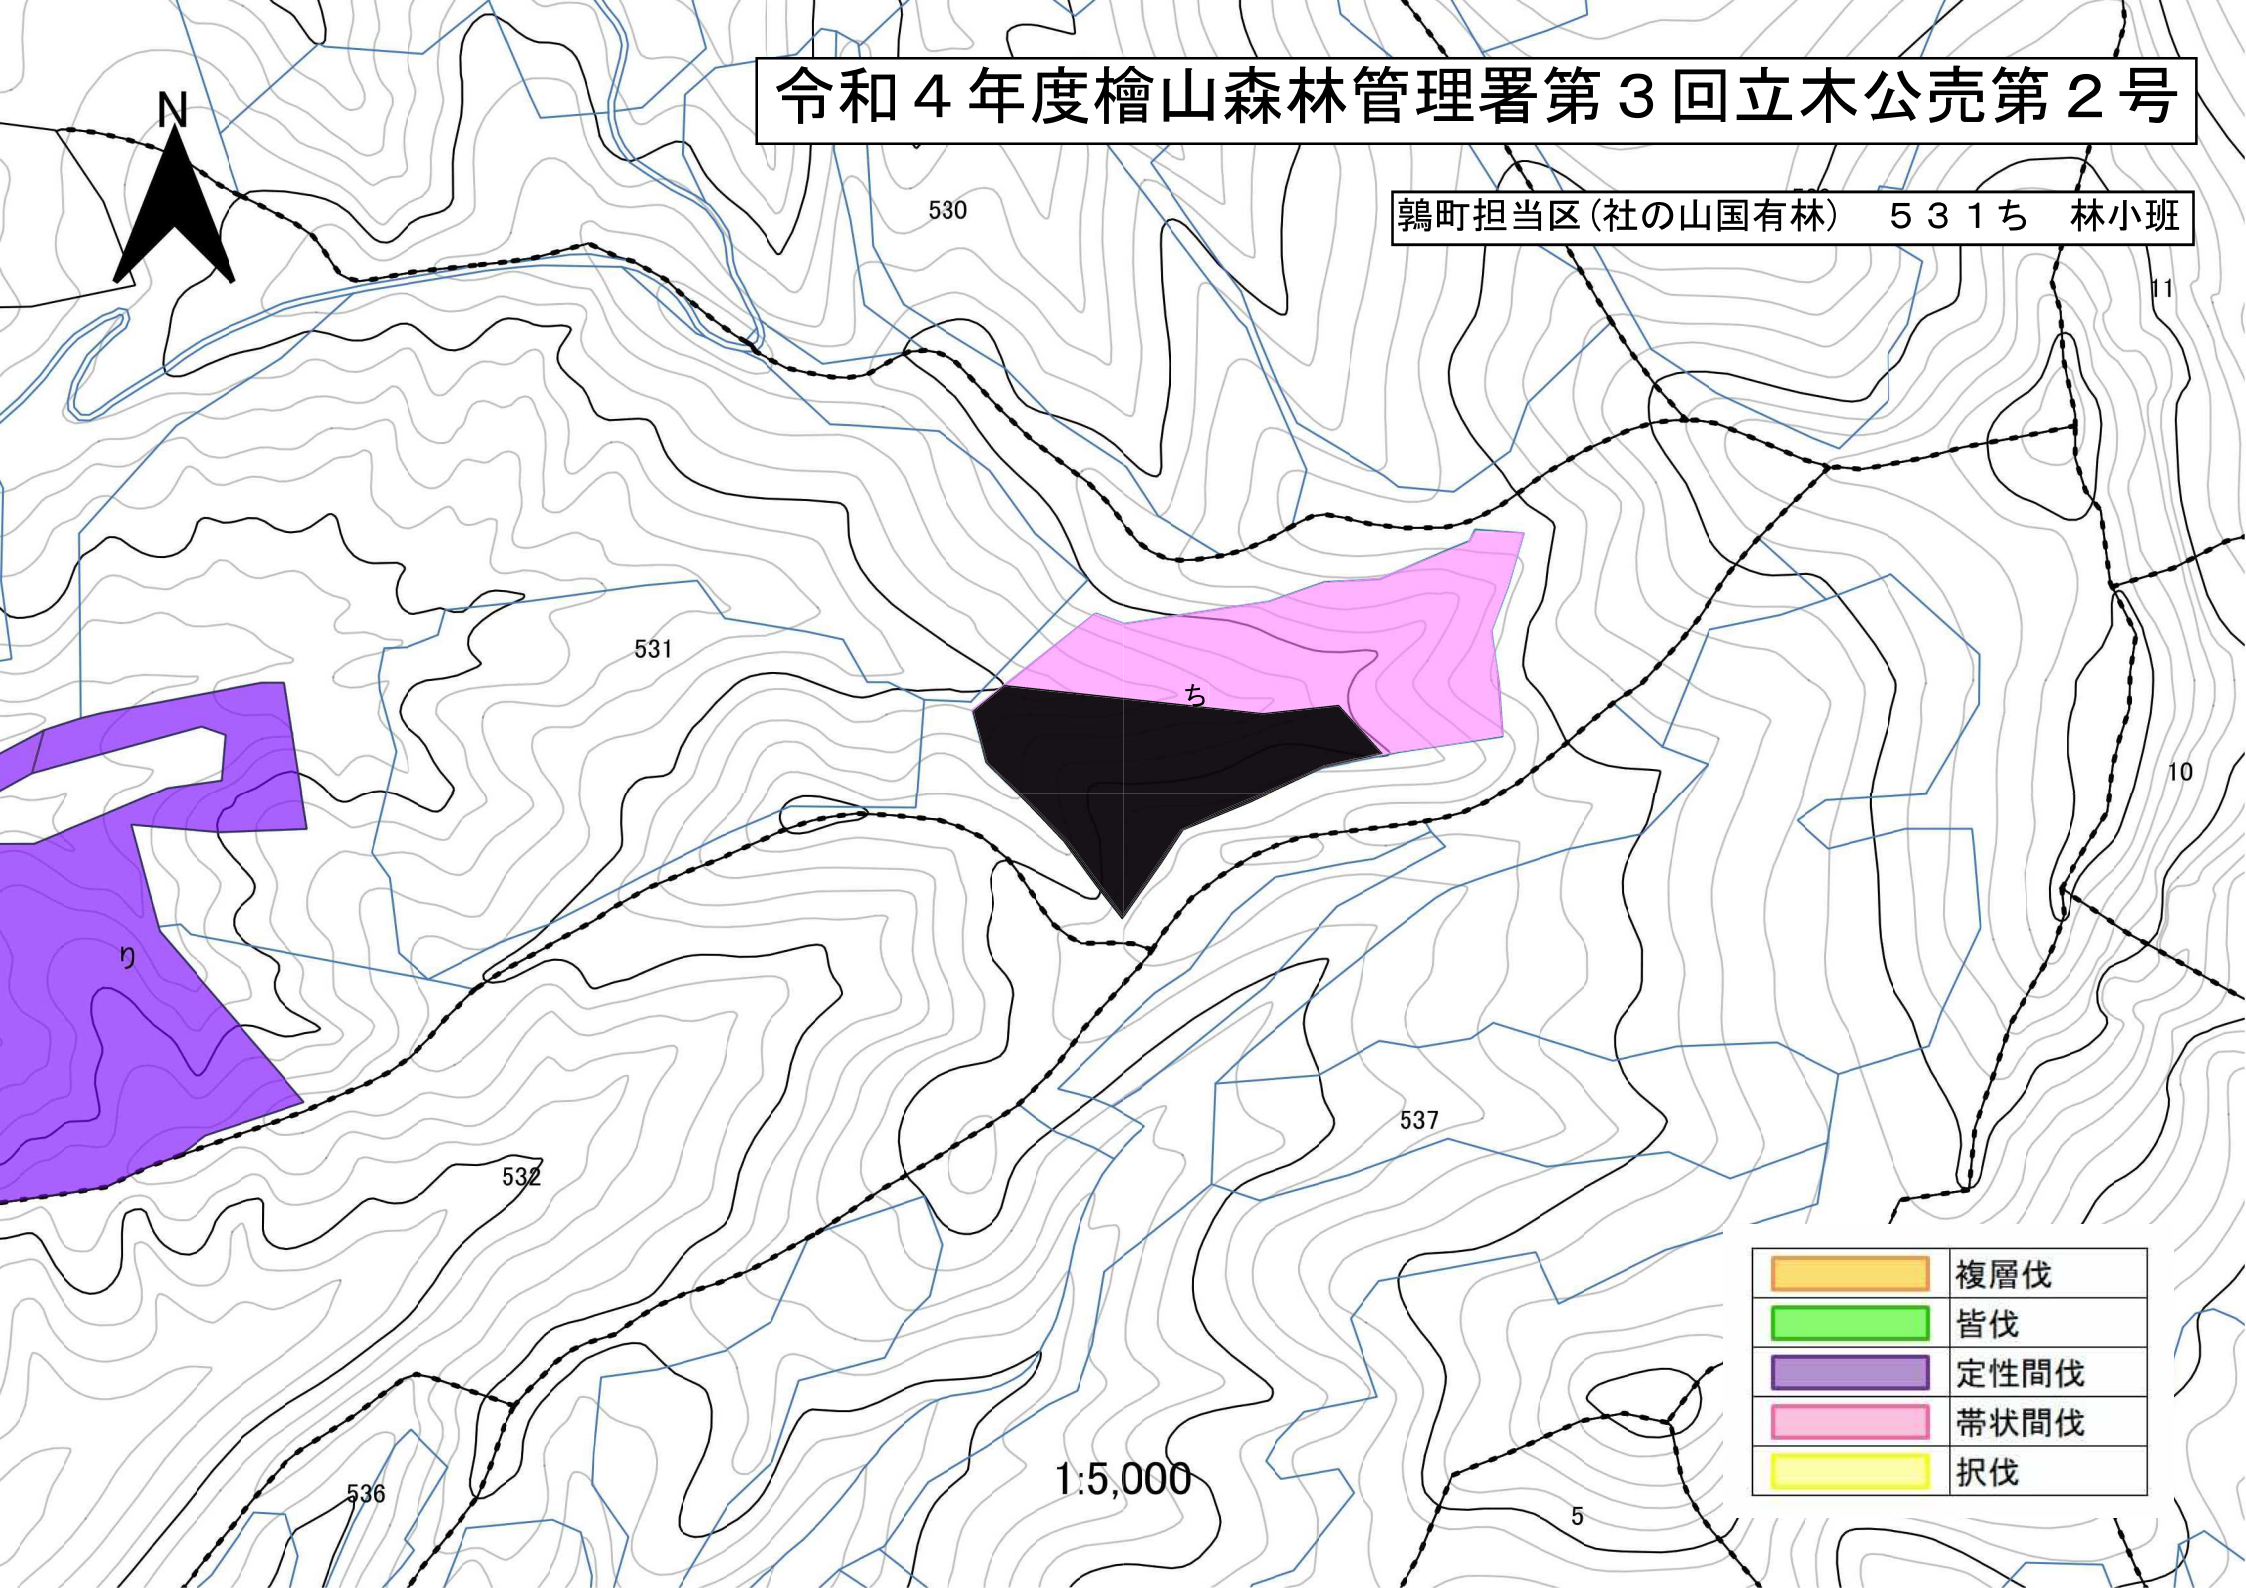 令和４年度檜山森林管理署第３回立木公売第２号
N
530
鶉町担当区(社の山国有林)　５３１ち　林小班
11
531
ち
10
り
537
532
複層伐
皆伐
定性間伐
帯状間伐
択伐
1:5,000
536
5